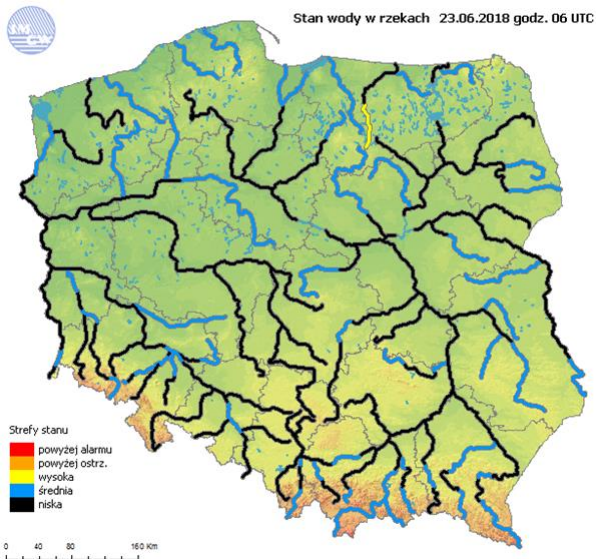 Stan wody w rzekach 23.06.2018 godz. 06 UTC
Strefy stanu
powyżej alarmu
powyżej ostrz.
wysoka
średnia
niska
0 40 80 160 Km